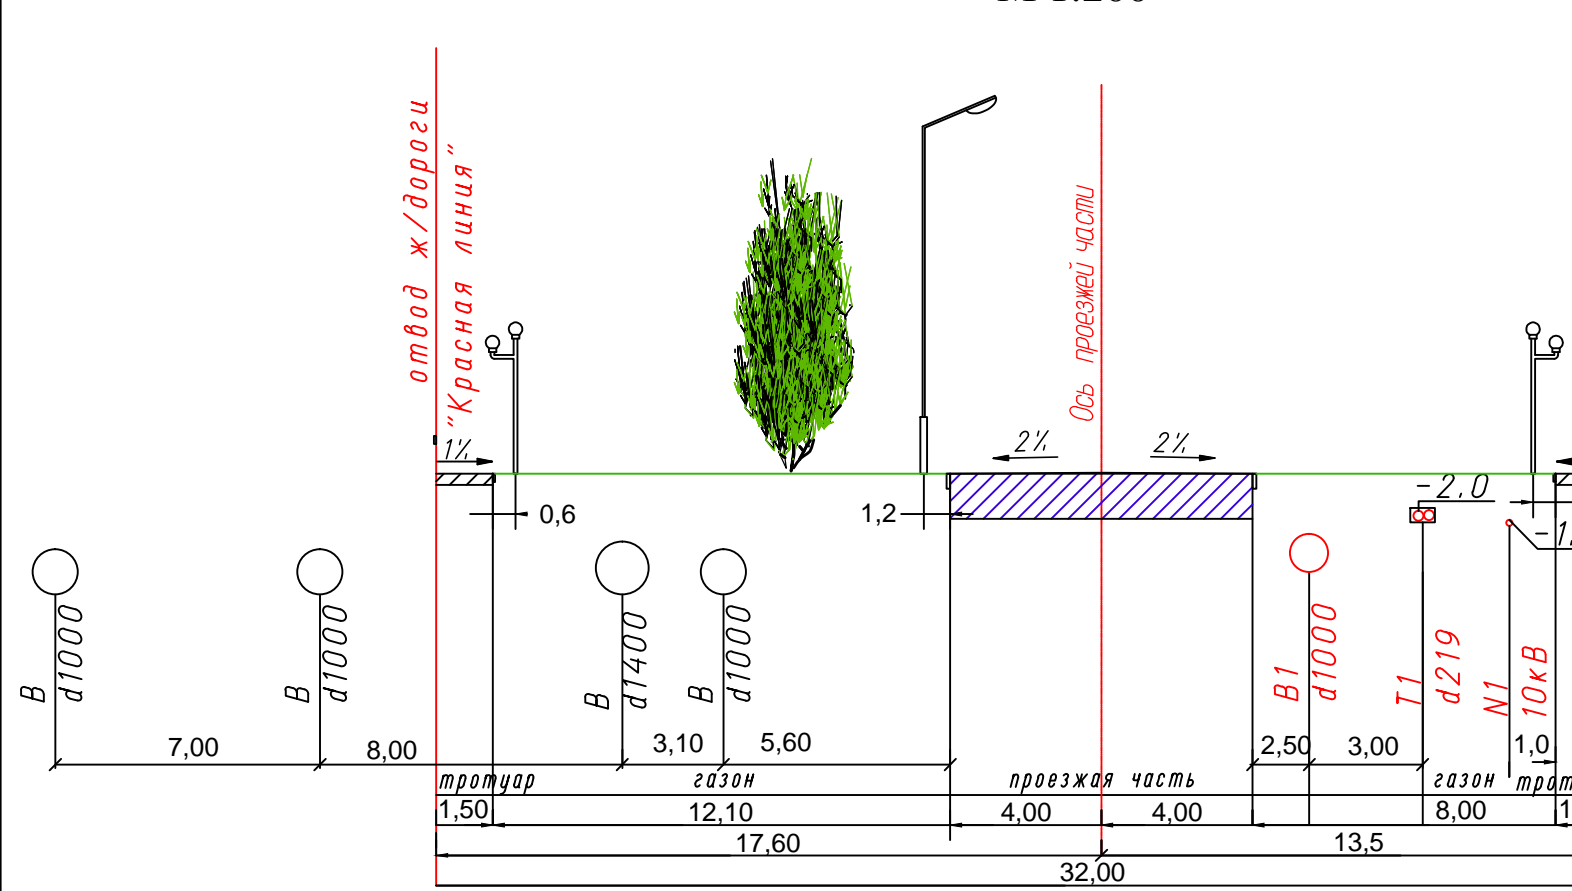 отвод ж/дороги
"Красная линия"
Ось проезжей части
1%
2%
2%
-2.0
0,6
1,2
В
d1000
В
d1000
В
d1400
В
d1000
В1
d1000
Т1
d219
N1
10кВ
7,00
8,00
3,10
5,60
2,50
3,00
1,0
тротуар
газон
проезжая часть
газон
1,50
12,10
4,00
4,00
8,00
17,60
13,5
32,00